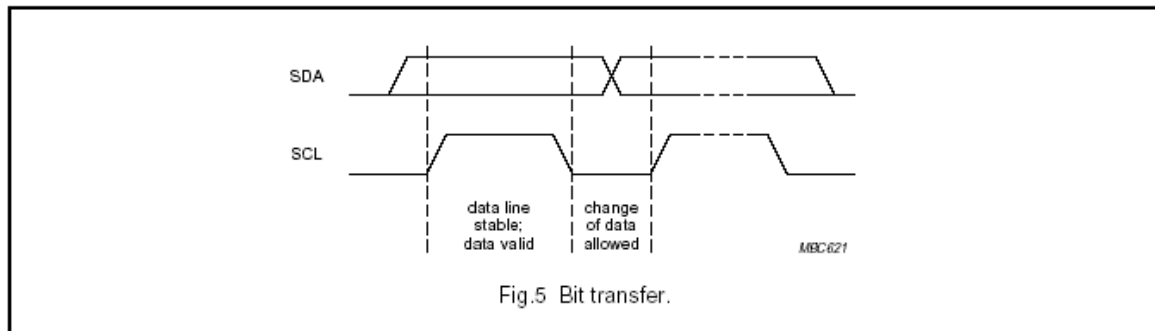 SDA
SCL
data line
stable;
data valid
change
of data
allowed
MBC621
Fig.5 Bit transfer.